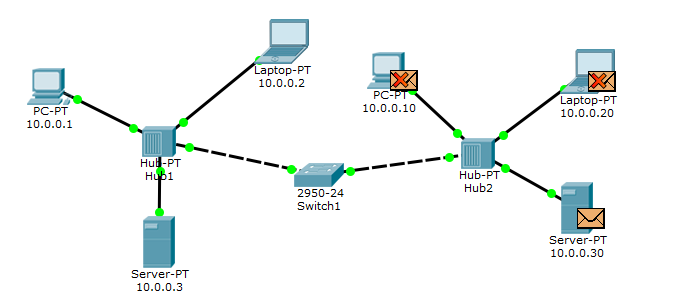 Laptop-PT
10.0.0.2
PC-PT
10.0.0.1
PC-PT
10.0.0.10
Laptop-PT
10.0.0.20
Hub-PT
Hub1
2950-24
Switch1
Hub-PT
Hub2
Server-PT
10.0.0.3
Server-PT
10.0.0.30